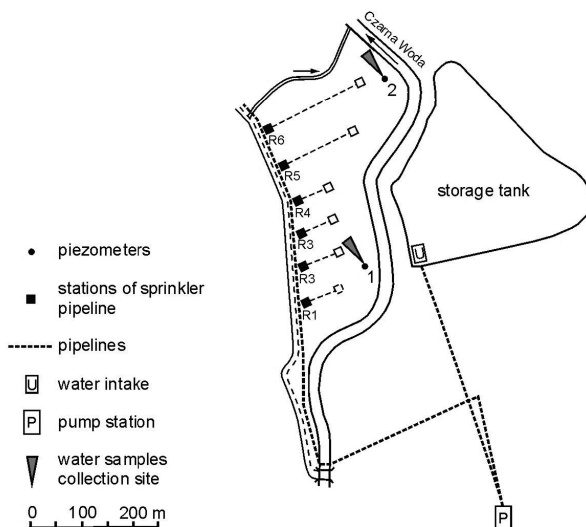 Czarna Woda
2
R6
R5
R4
R3
R3
R1
1
storage tank
U
P
piezometers
stations of sprinkler
pipeline
pipelines
U water intake
P pump station
water samples
collection site
0 100 200 m